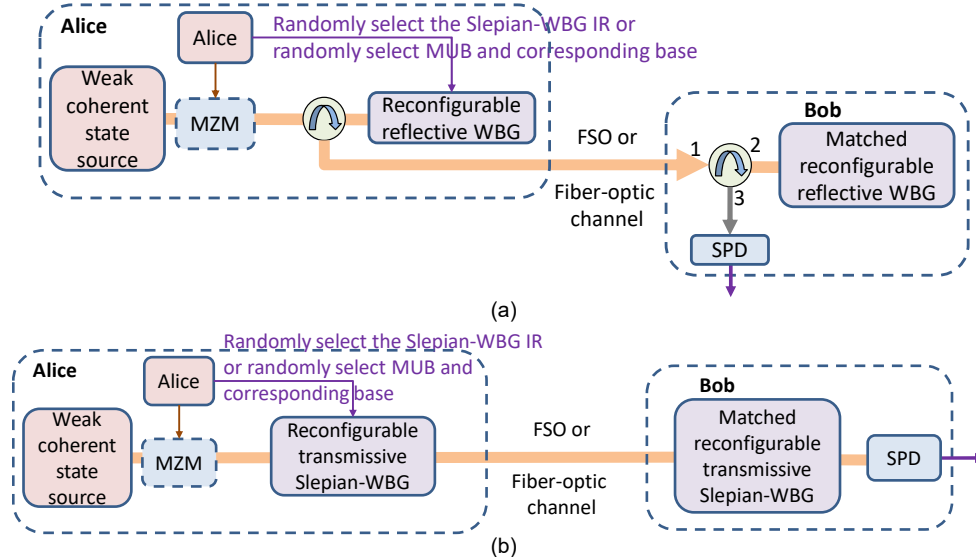 Alice
Alice
Randomly select the Slepian-WBG IR or
randomly select MUB and corresponding base
Weak
coherent
state
source
MZM
Reconfigurable
reflective WBG
FSO or
Fiber-optic
channel
Bob
1
2
3
Matched
reconfigurable
reflective WBG
SPD
(a)
Alice
Alice
Randomly select the Slepian-WBG IR
or randomly select MUB and
corresponding base
Weak
coherent
state
source
MZM
Reconfigurable
transmissive
Slepian-WBG
FSO or
Fiber-optic
channel
Bob
Matched
reconfigurable
transmissive
Slepian-WBG
SPD
(b)